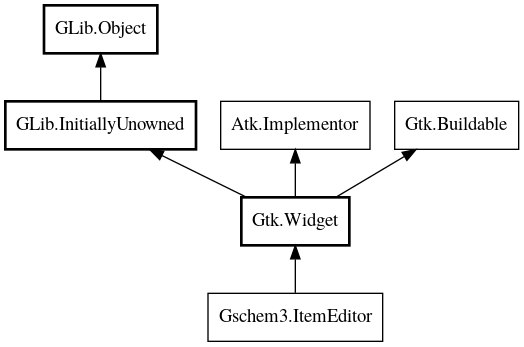 GLib.Object
GLib.InitiallyUnowned
Atk.Implementor
Gtk.Buildable
Gtk.Widget
Gschem3.ItemEditor